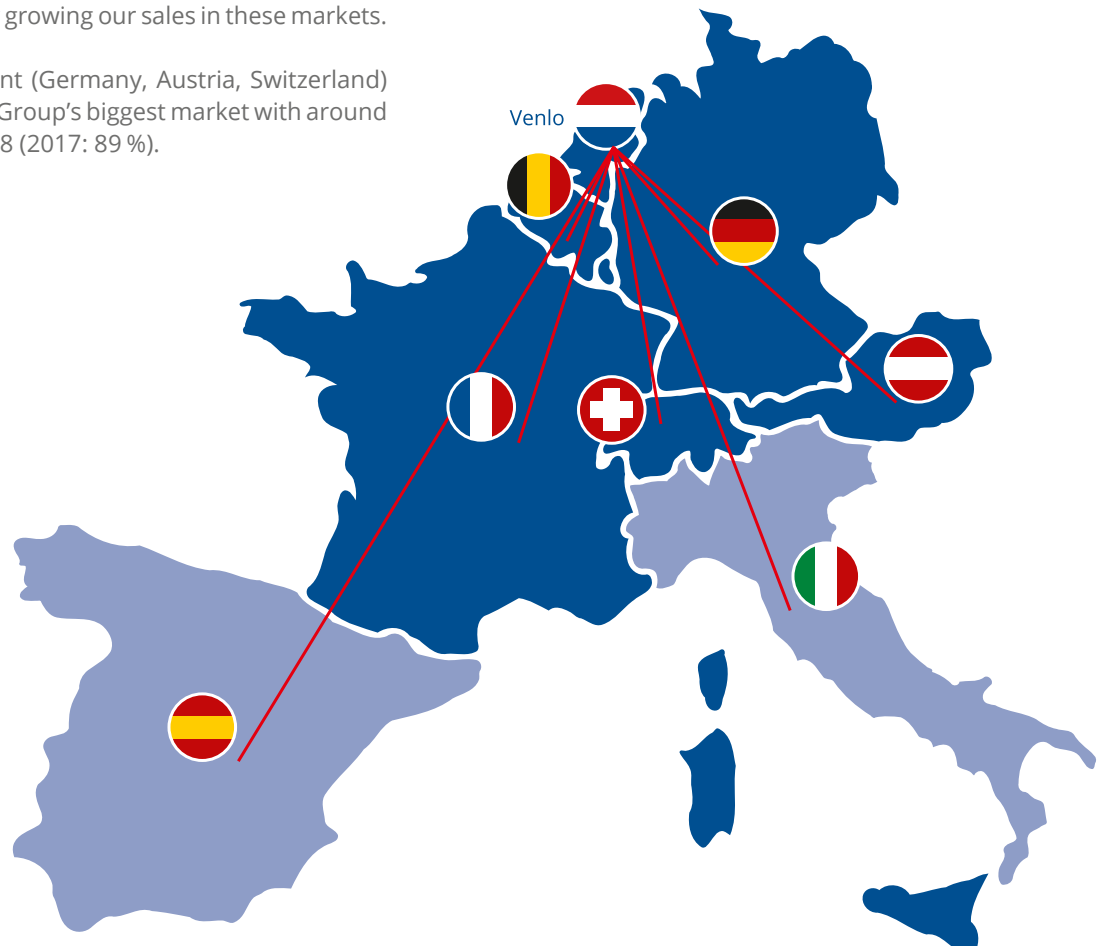 growing our sales in these markets.
nt (Germany, Austria, Switzerland)
Group’s biggest market with around
8 (2017: 89 %).
Venlo